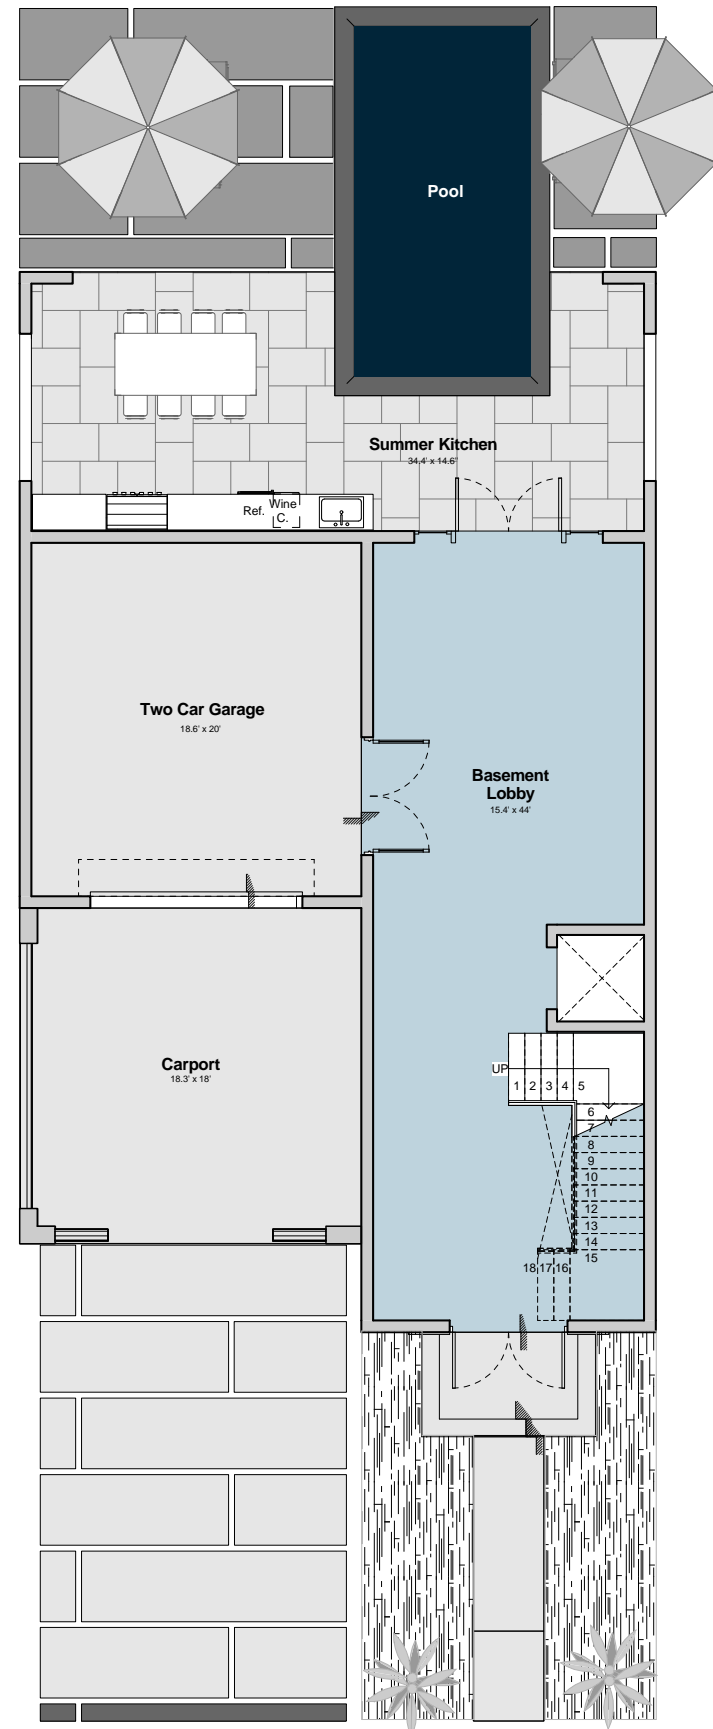 Pool
Summer Kitchen
34.4' x 14.6"
Ref.
Wine
C.
Two Car Garage
18.6' x 20'
Basement
Lobby
15.4' x 44'
Carport
18.3' x 18'
UP
1 2 3 4 5
6
7
8
9
10
11
12
13
14
15
18 17 16